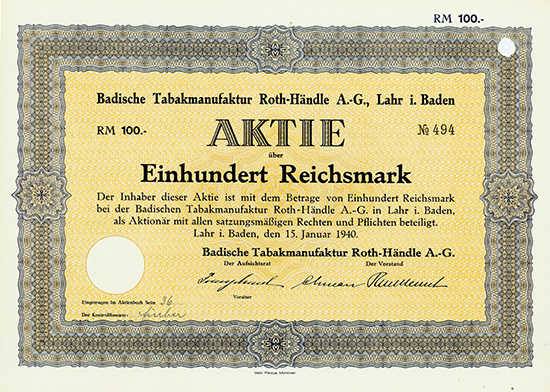 RM 100.-
Badische Tabakmanufaktur Roth-Händle A.-G., Lahr i. Baden
RM 100.- AKTIE № 494
über
Einhundert Reichsmark
Der Inhaber dieser Aktie ist mit dem Betrage von Einhundert Reichsmark
bei der Badischen Tabakmanufaktur Roth-Händle A.-G. in Lahr i. Baden,
als Aktionär mit allen satzungsmäßigen Rechten und Pflichten beteiligt.
Lahr i. Baden, den 15. Januar 1940.
Badische Tabakmanufaktur Roth-Händle A.-G.
Der Aufsichtsrat Der Vorstand
Vorsitzer
Eingetragen im Aktienbuch Seite 36
Der Kontrollbeamte: